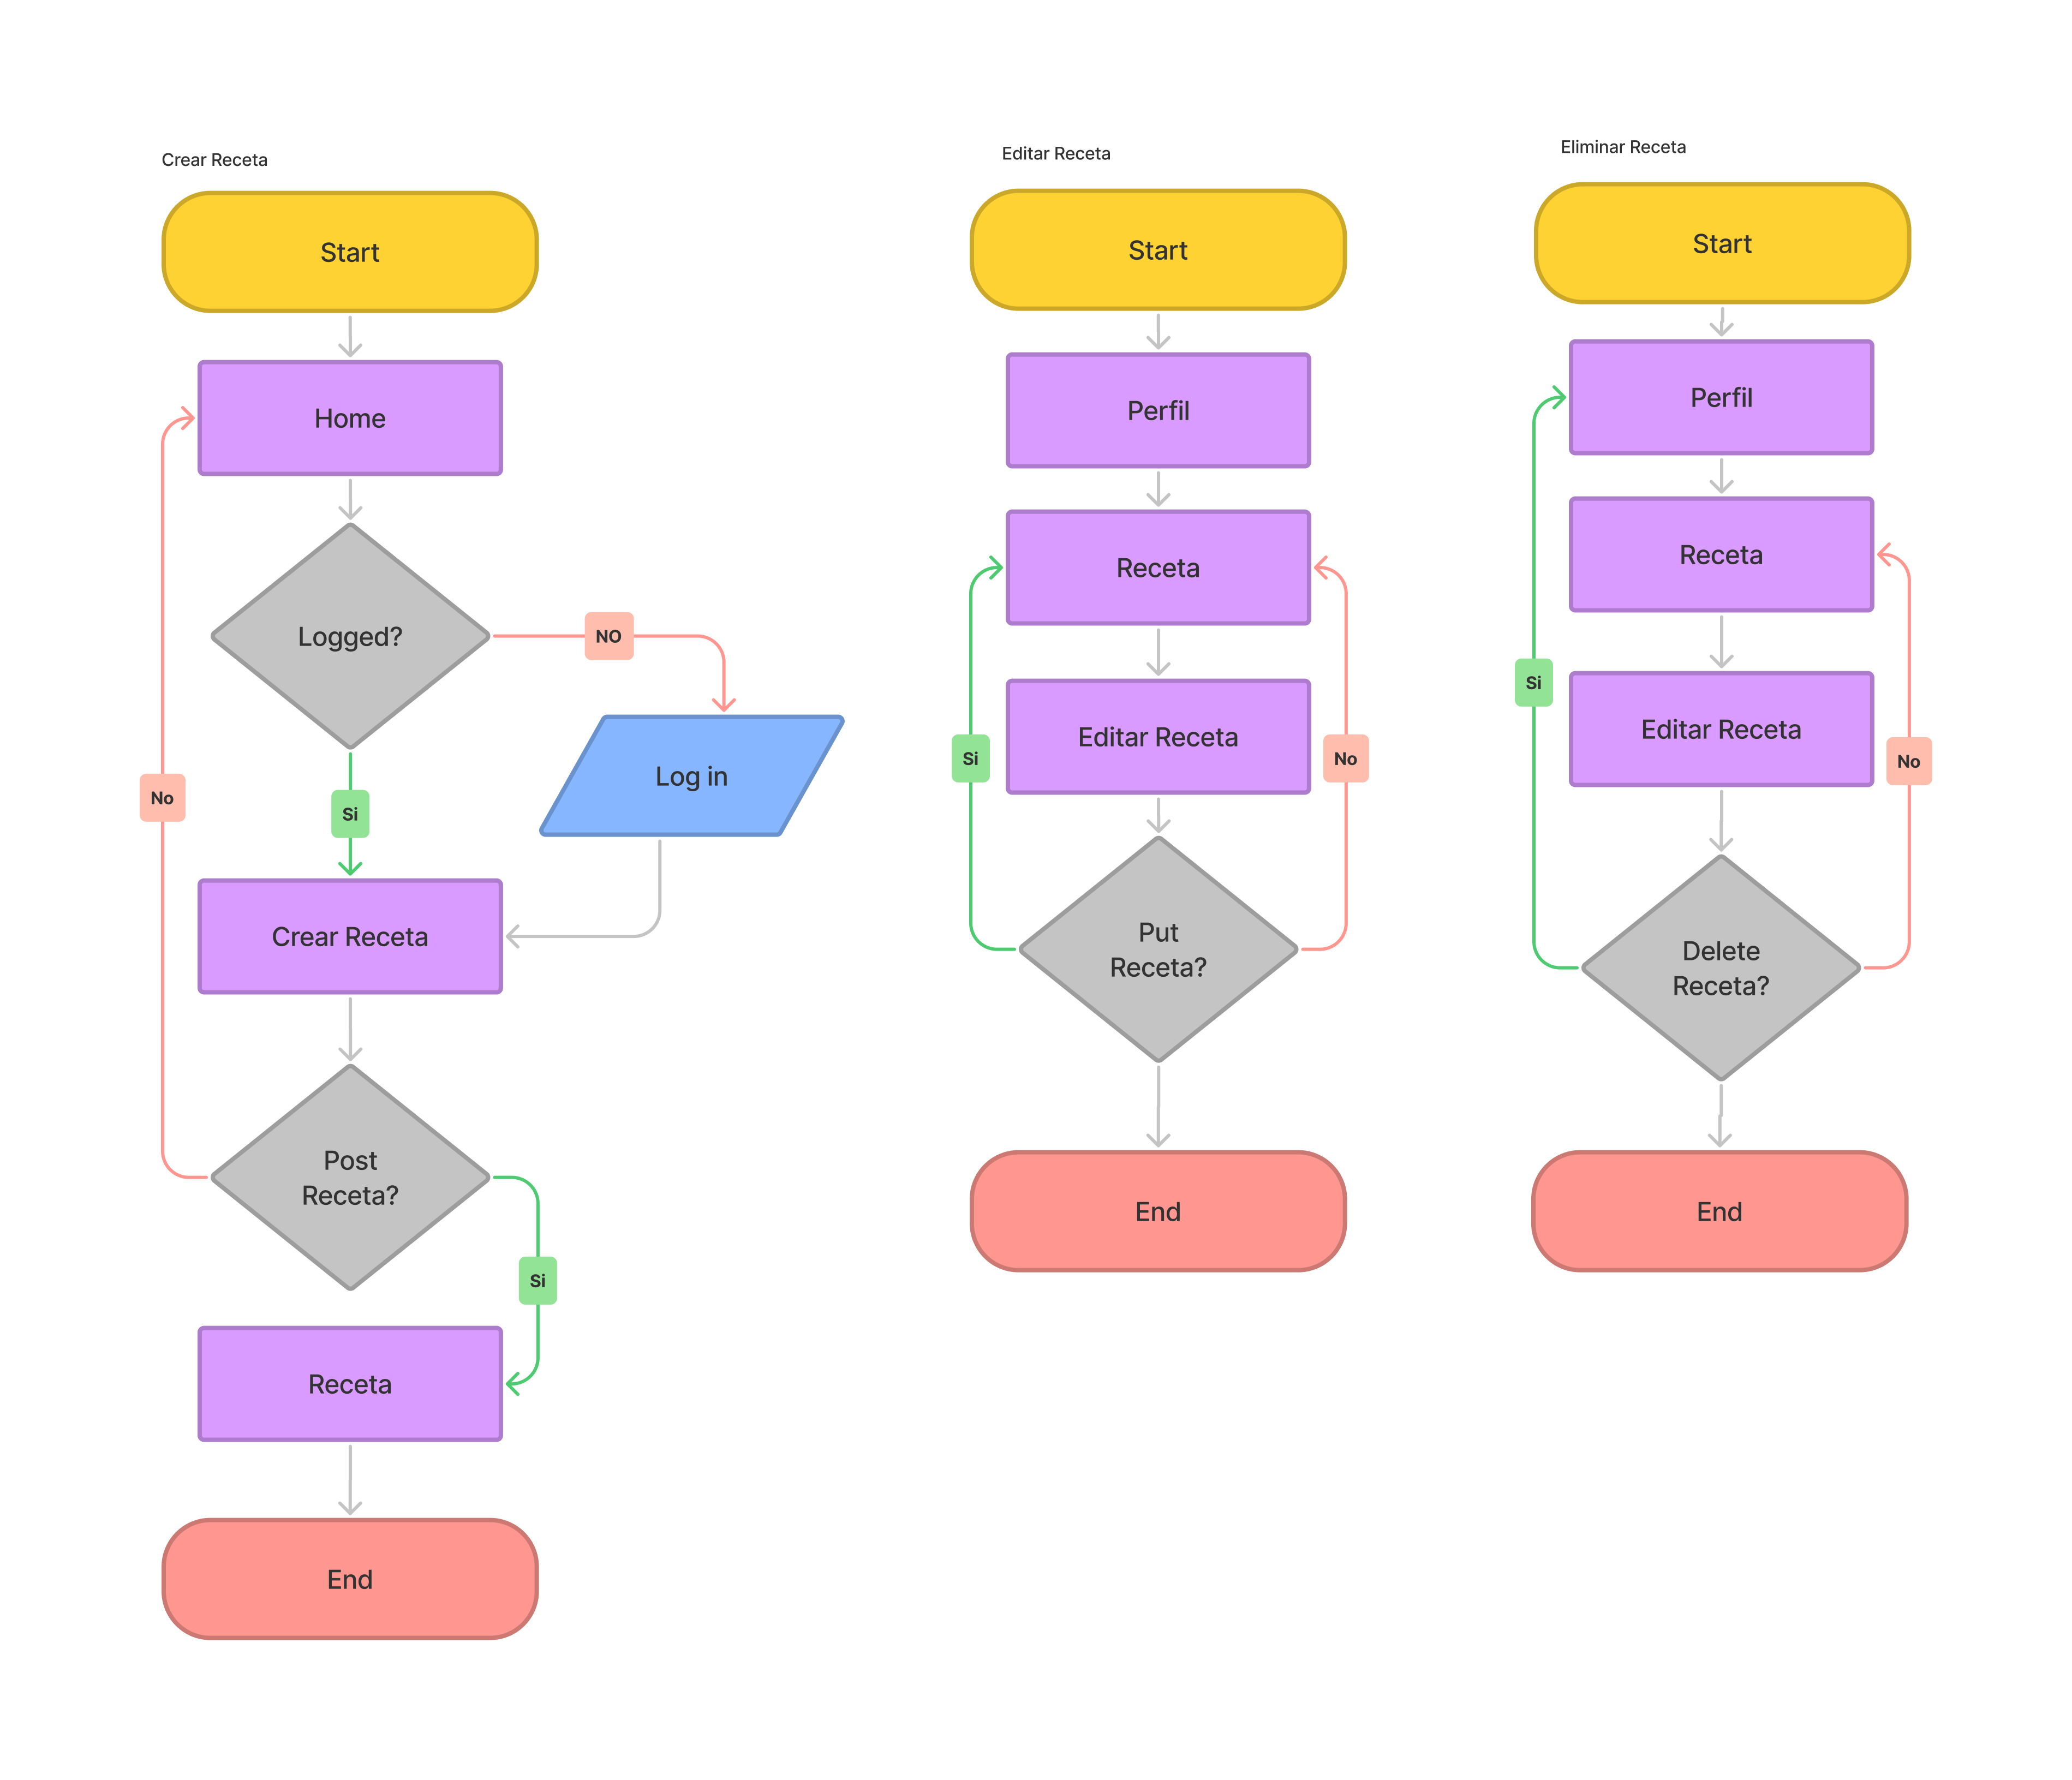 Crear Receta
Start
Home
Logged?
NO
Log in
No
Si
Crear Receta
Post
Receta?
Si
Receta
End
Editar Receta
Start
Perfil
Receta
Editar Receta
Si
No
Put
Receta?
End
Eliminar Receta
Start
Perfil
Receta
Si
Editar Receta
No
Delete
Receta?
End